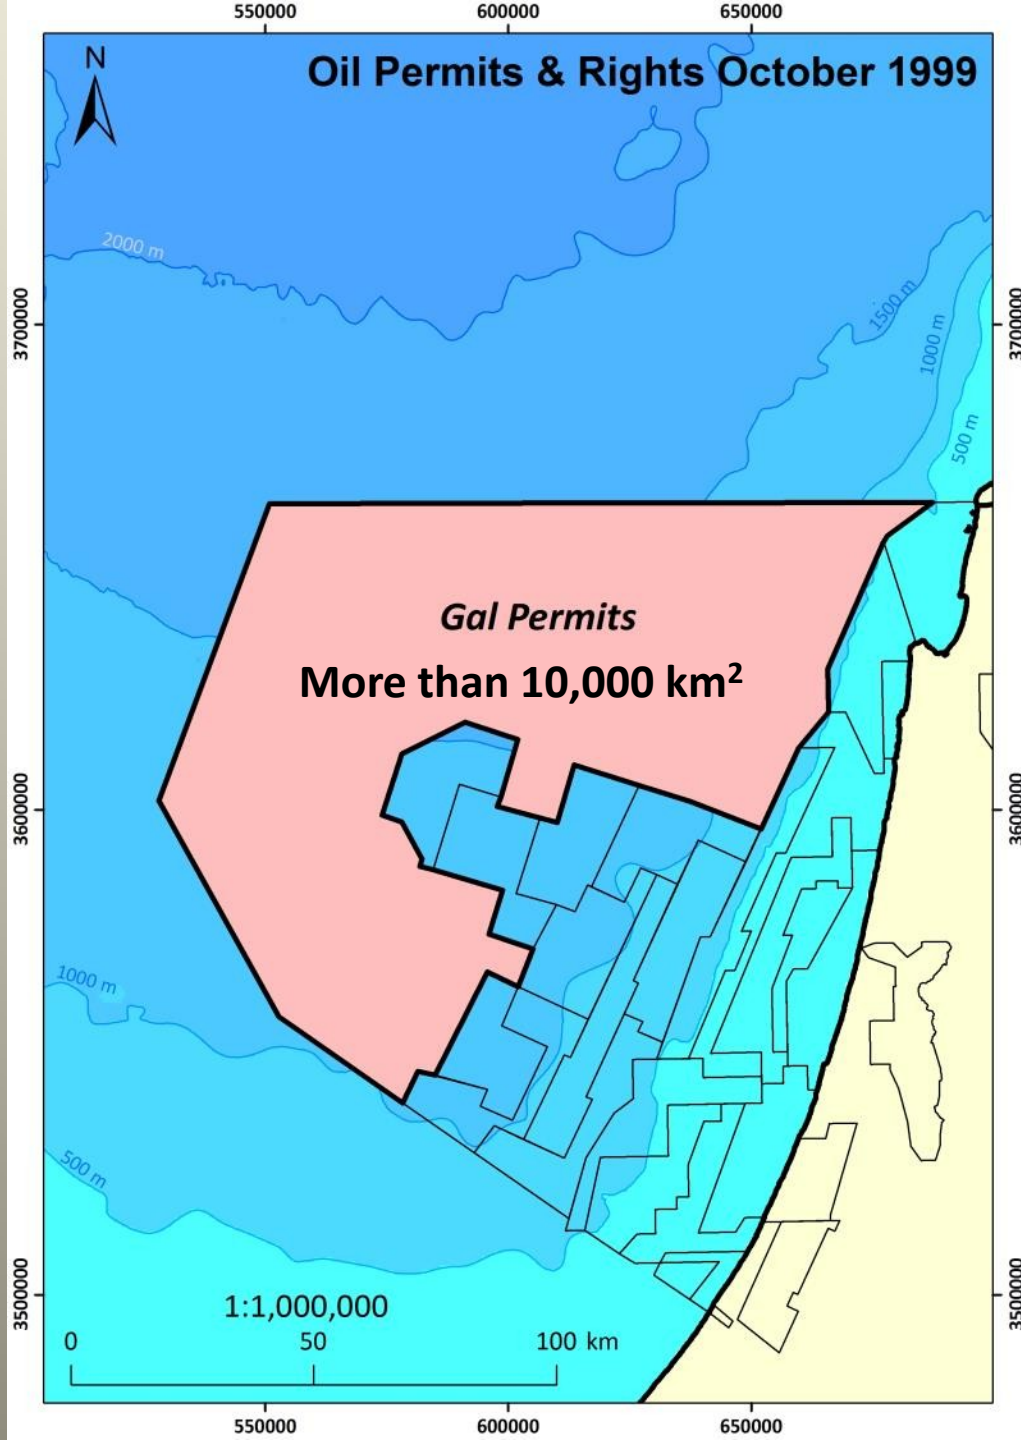 550000 600000 650000
N
Oil Permits & Rights October 1999
2000 m
1500 m
3700000
3700000
1000 m
500 m
Gal Permits
More than 10,000 km²
3600000
3600000
1000 m
500 m
3500000
3500000
1:1,000,000
0 50 100 km
550000 600000 650000